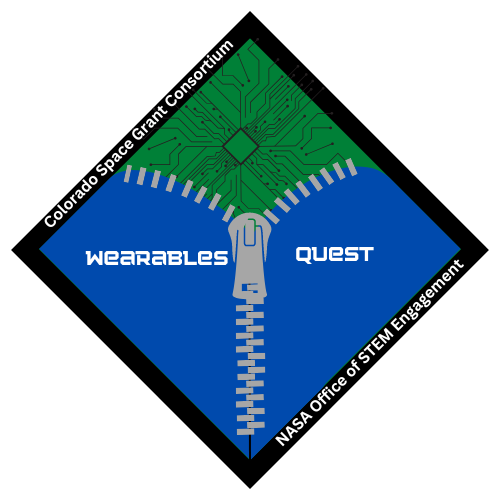 Colorado Space Grant Consortium
Wearables Quest
NASA Office of STEM Engagement